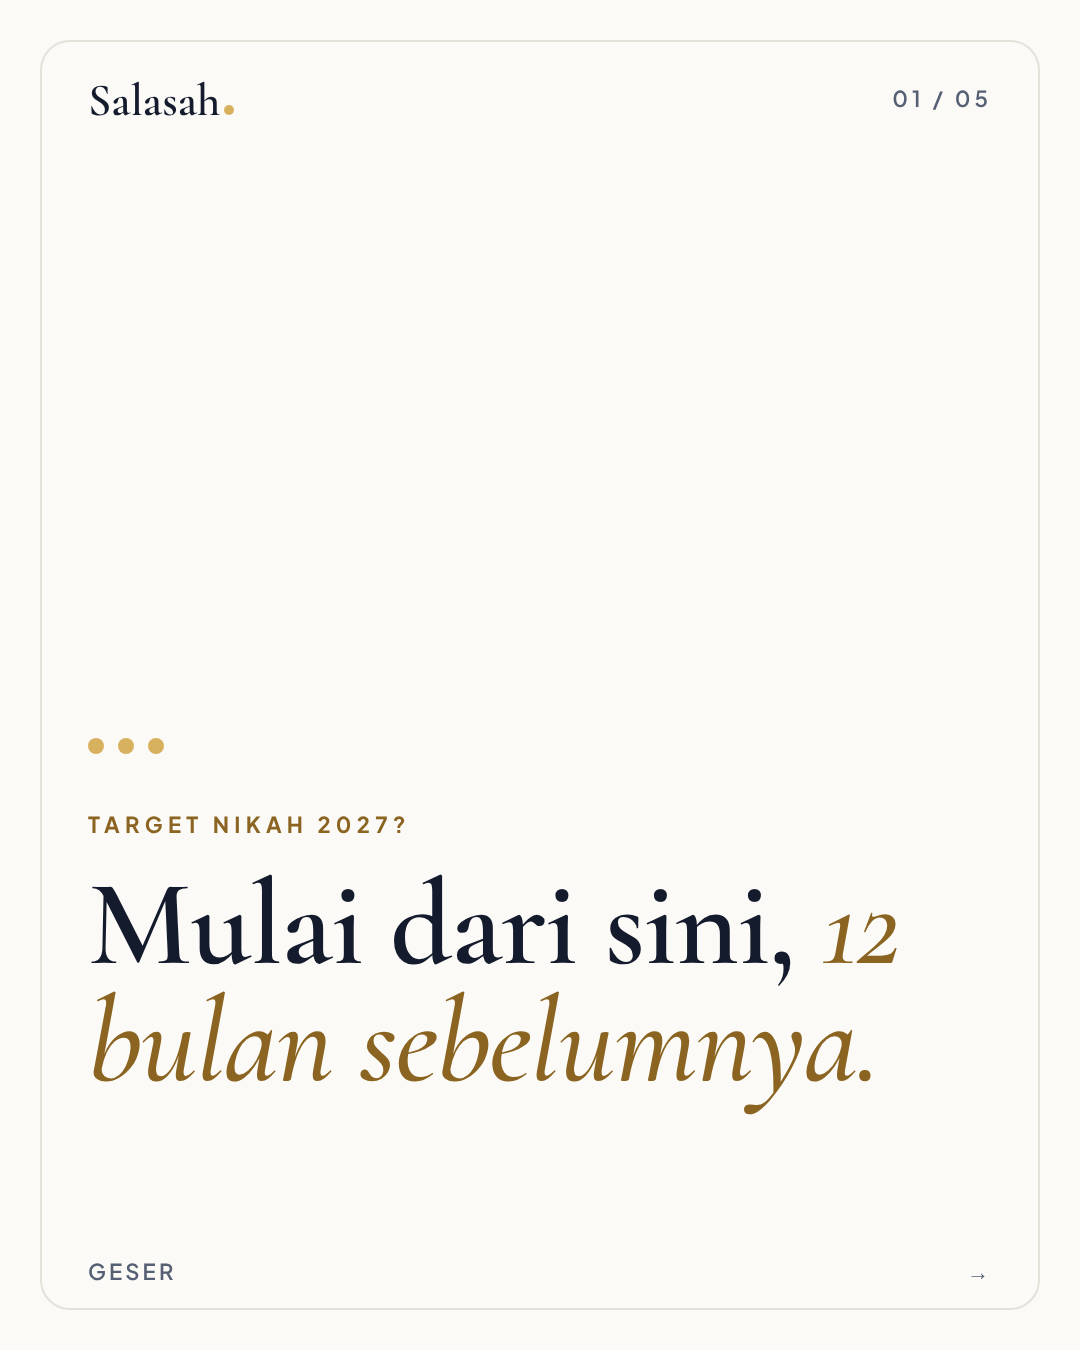 Salasah.
01 / 05
TARGET NIKAH 2027?
Mulai dari sini, 12
bulan sebelumnya.
GESER
→